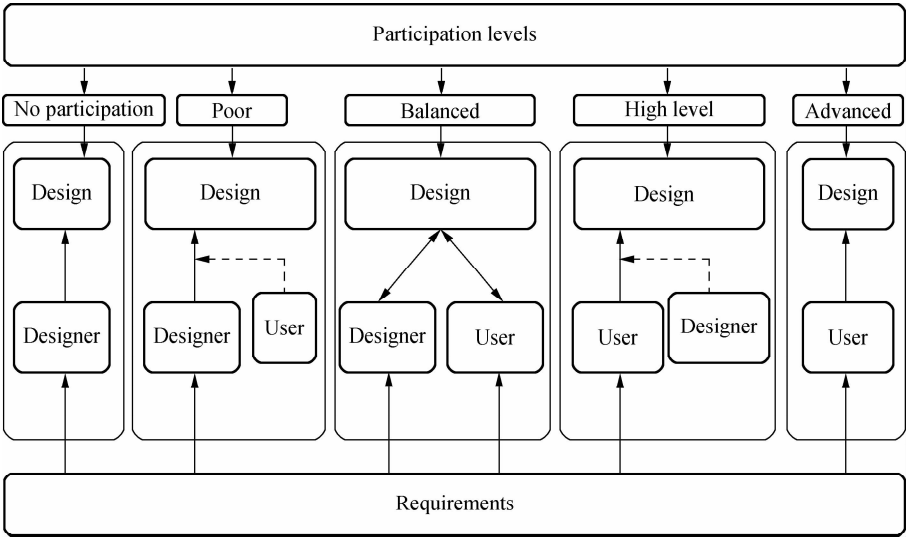 Participation levels
No participation
Poor
Balanced
High level
Advanced
Design
Design
Design
Design
Design
Designer
Designer
User
Designer
User
User
Designer
User
Requirements